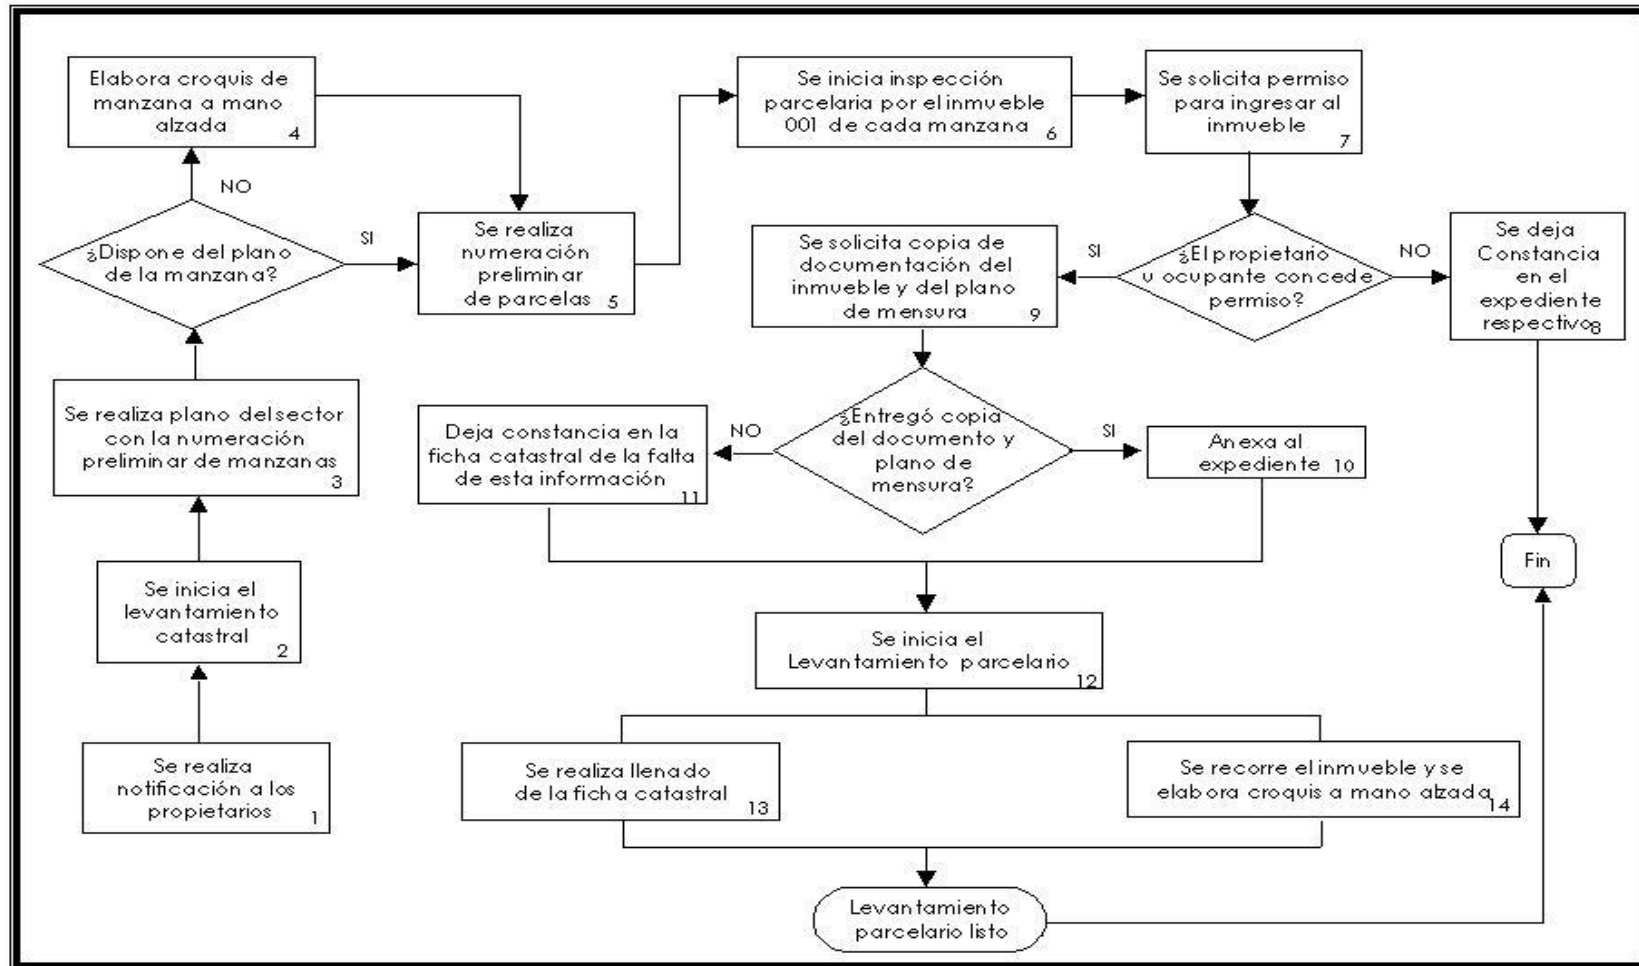 Elabora croquis de
manzana a mano
alzada
4
NO
¿Dispone del plano
de la manzana?
SI
Se realiza
numeración
preliminar
de parcelas
5
Se realiza plano del sector
con la numeración
preliminar de manzanas
3
Se inicia el
levantamiento
catastral
2
Se realiza
notificación a los
propietarios
1
Se inicia inspección
parcelaria por el inmueble
001 de cada manzana
6
Se solicita permiso
para ingresar al
inmueble
7
¿El propietario
u ocupante concede
permiso?
SI
NO
Se deja
Constancia
en el
expediente
respectivo
8
Se solicita copia de
documentación del
inmueble y del plano
de mensura
9
¿Entregó copia
del documento y
plano de
mensura?
NO
SI
Deja constancia en la
ficha catastral de la falta
de esta información
11
Anexa al
expediente
10
Fin
Se inicia el
Levantamiento parcelario
12
Se realiza llenado
de la ficha catastral
13
Se recorre el inmueble y se
elabora croquis a mano alzada
14
Levantamiento
parcelario listo